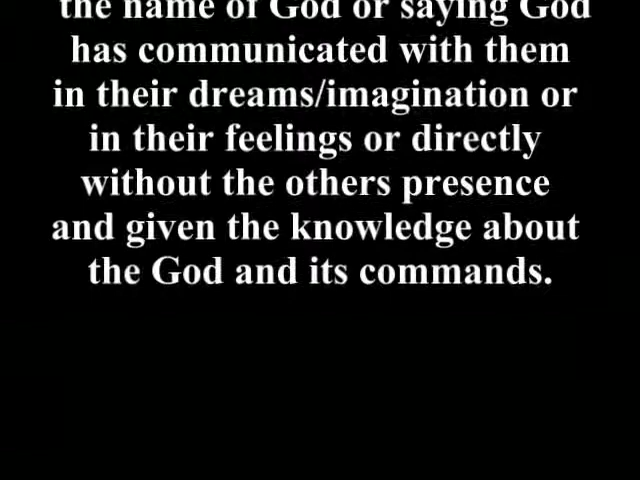 the name of God or saying God
has communicated with them
in their dreams/imagination or
in their feelings or directly
without the others presence
and given the knowledge about
the God and its commands.